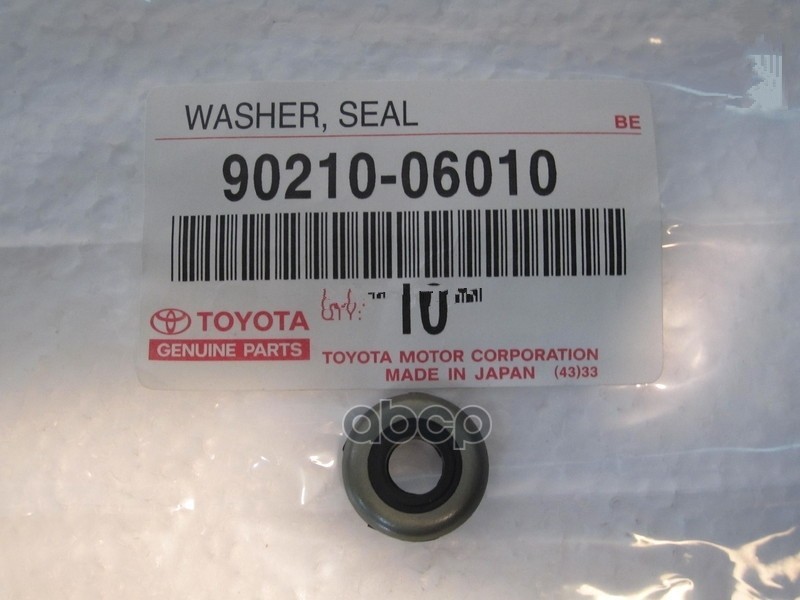 WASHER, SEAL
BE
90210-06010
10
TOYOTA
GENUINE PARTS
TOYOTA MOTOR CORPORATION
MADE IN JAPAN (43)33
abcp